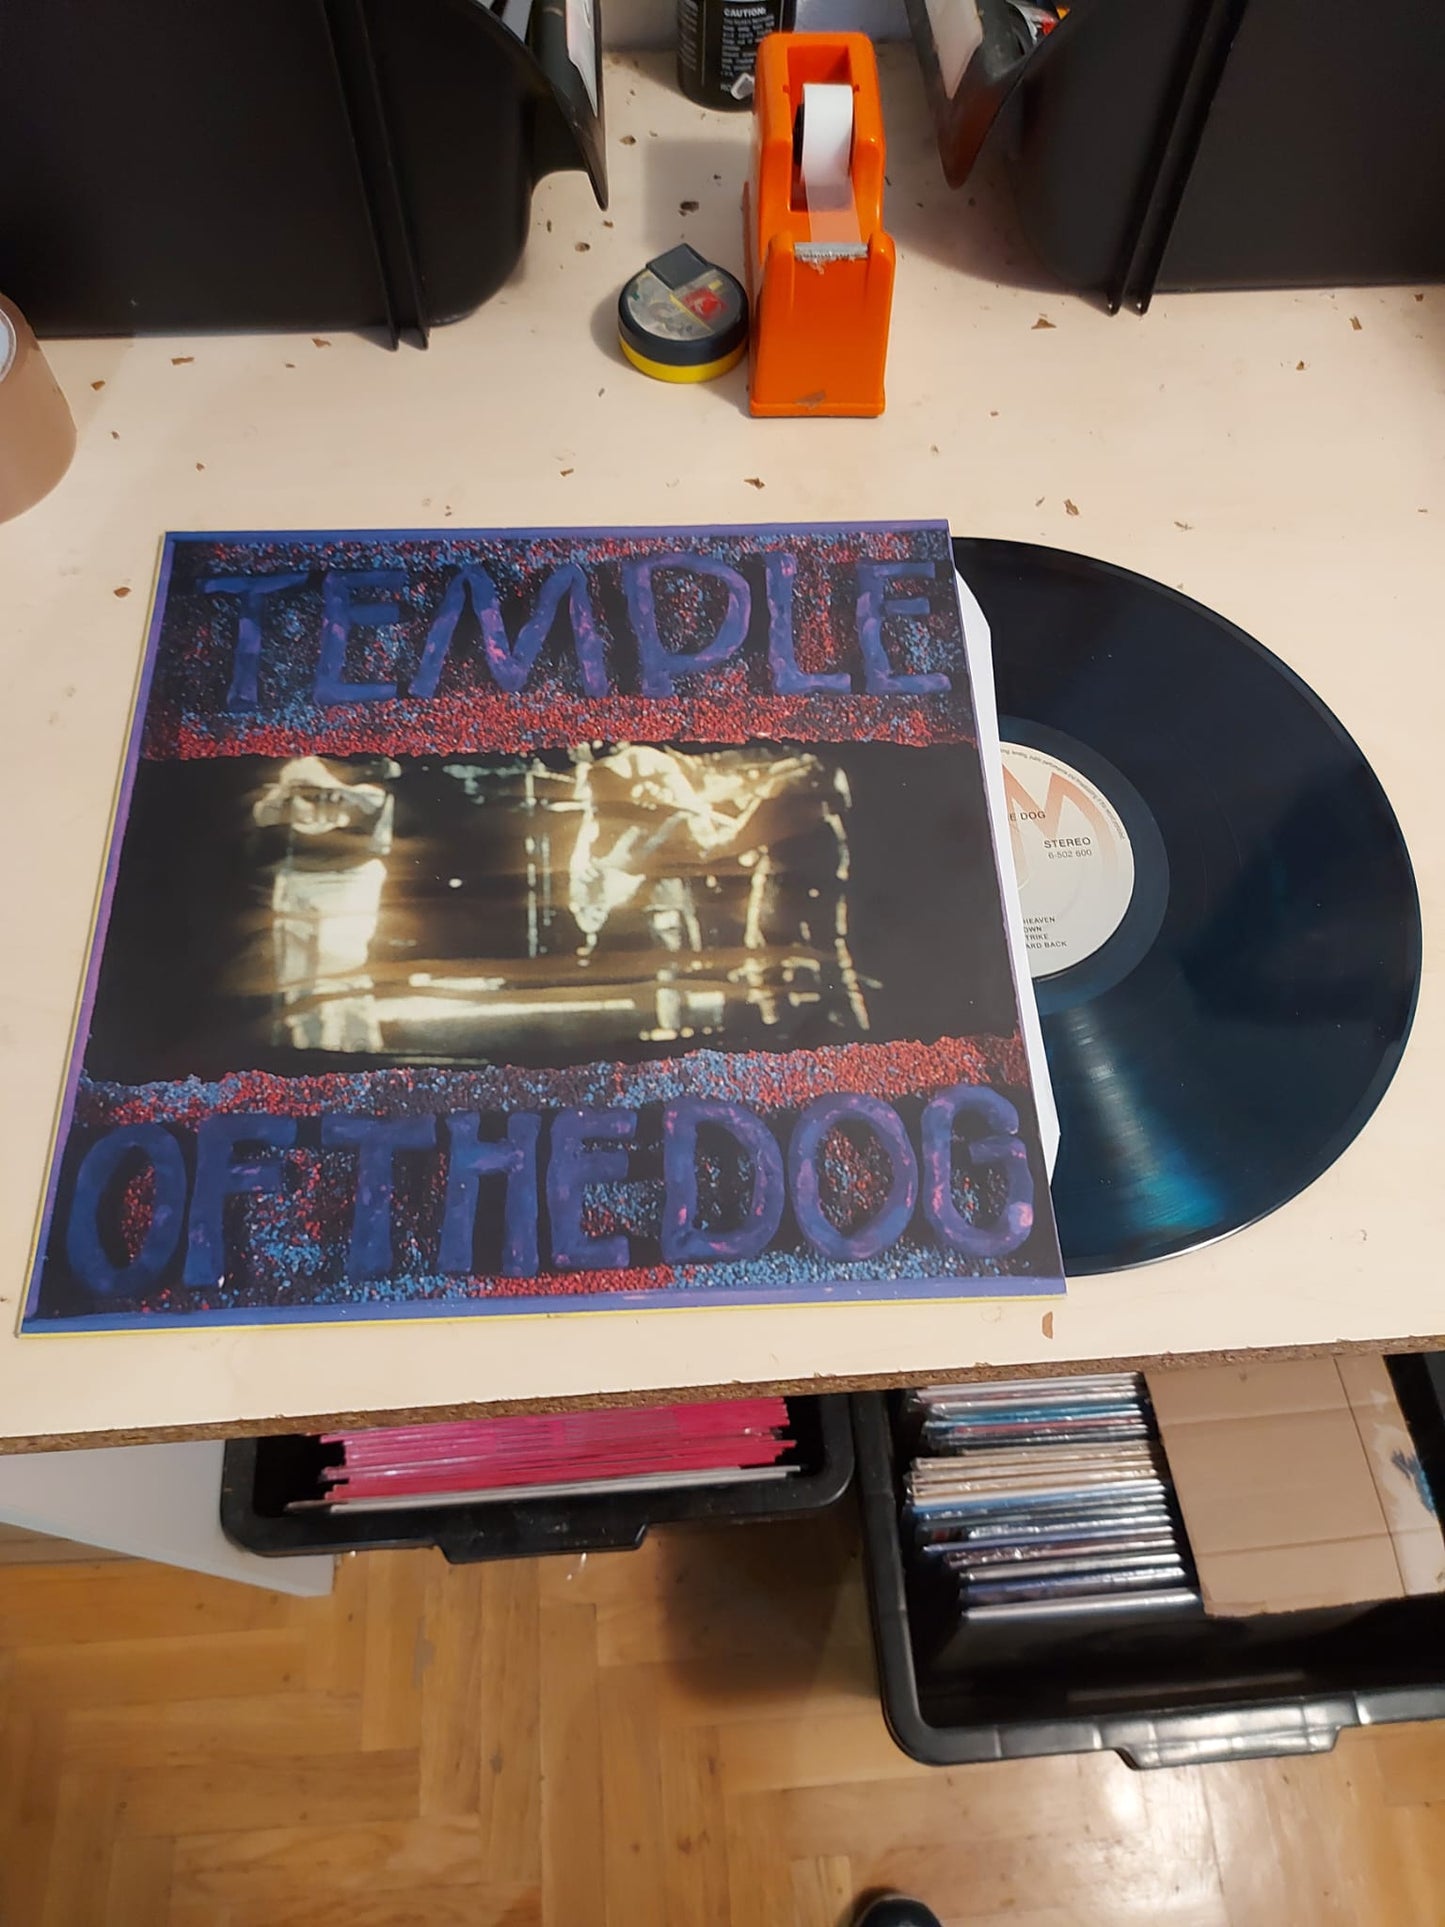 CAUTION:
TEMPLE
E DOG
STEREO
6-502 600
HEAVEN
OWN
TRIKE
ARD BACK
OF THE DOG